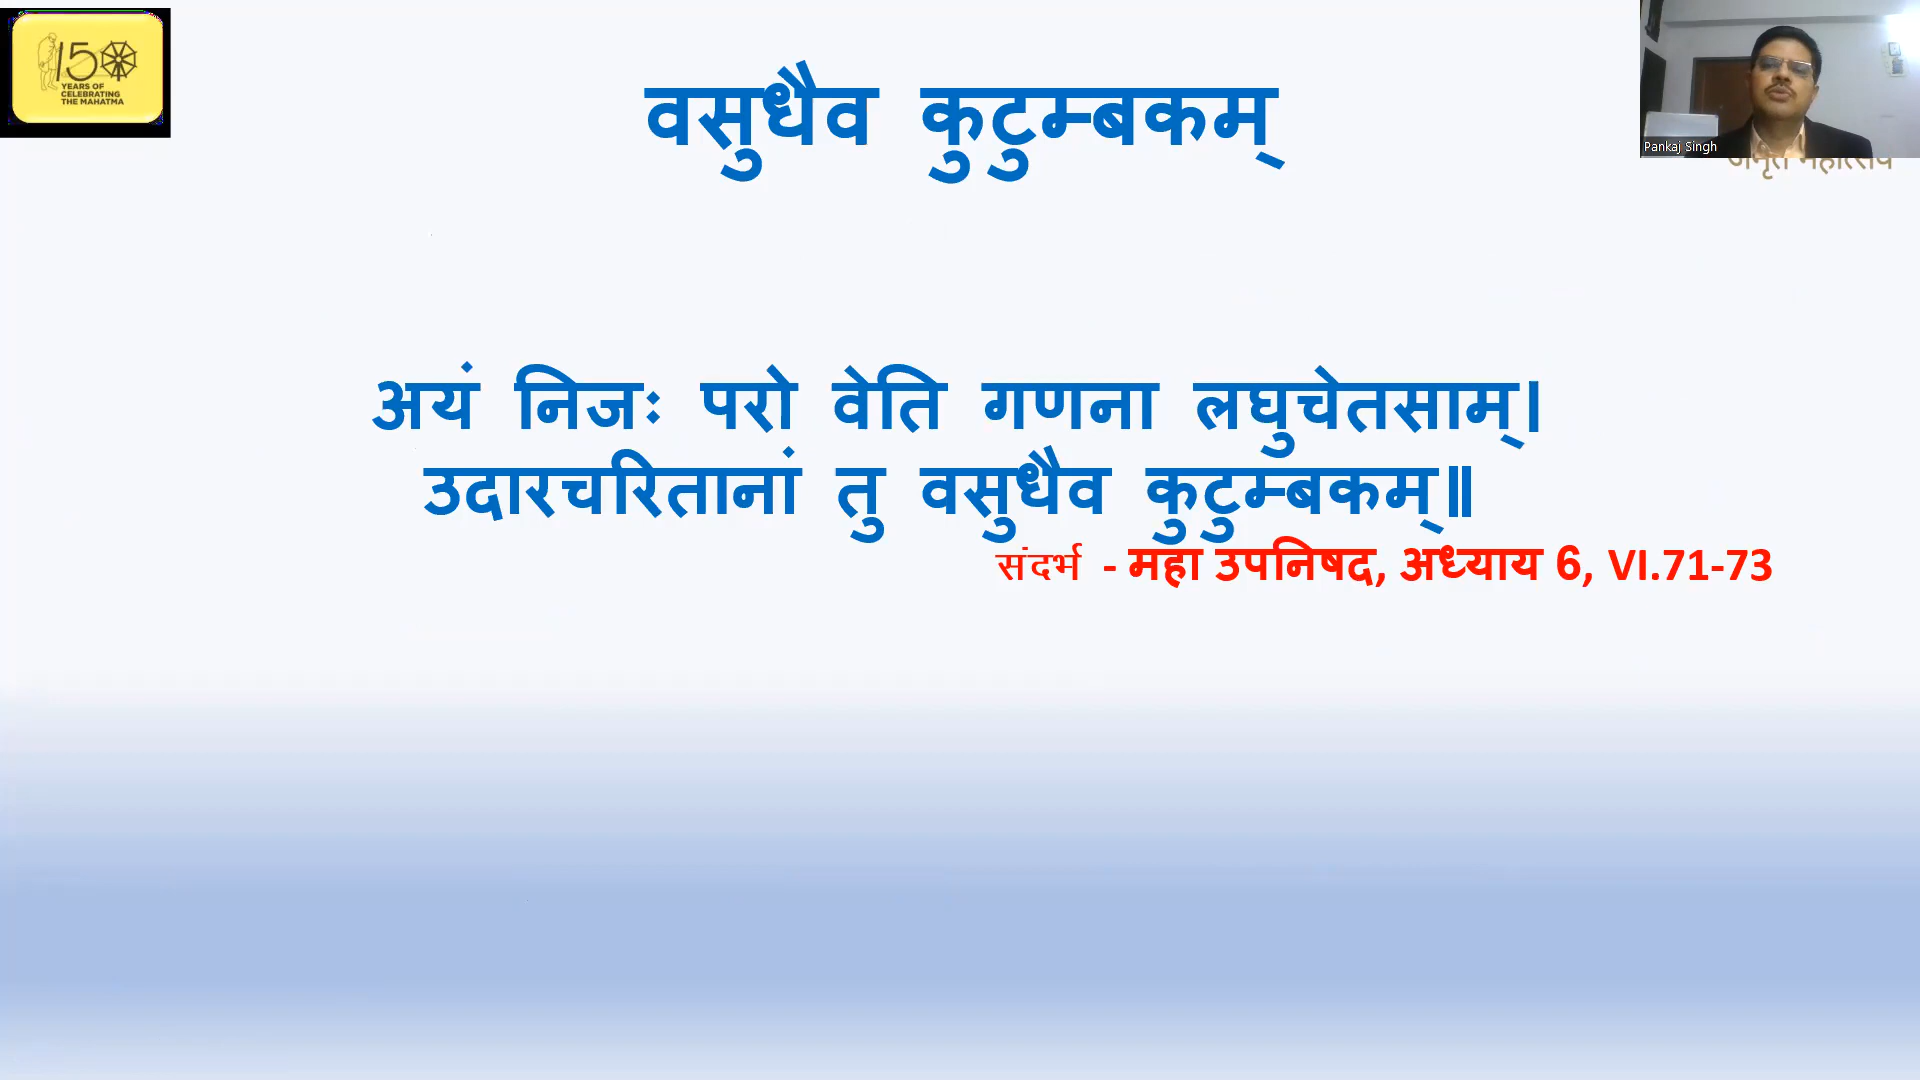 150
YEARS OF
CELEBRATING
THE MAHATMA
वसुधैव कुटुम्बकम्
Pankaj Singh
अयं निजः परो वेति गणना लघुचेतसाम्।
उदारचरितानां तु वसुधैव कुटुम्बकम्॥
संदर्भ - महा उपनिषद, अध्याय 6, VI.71-73